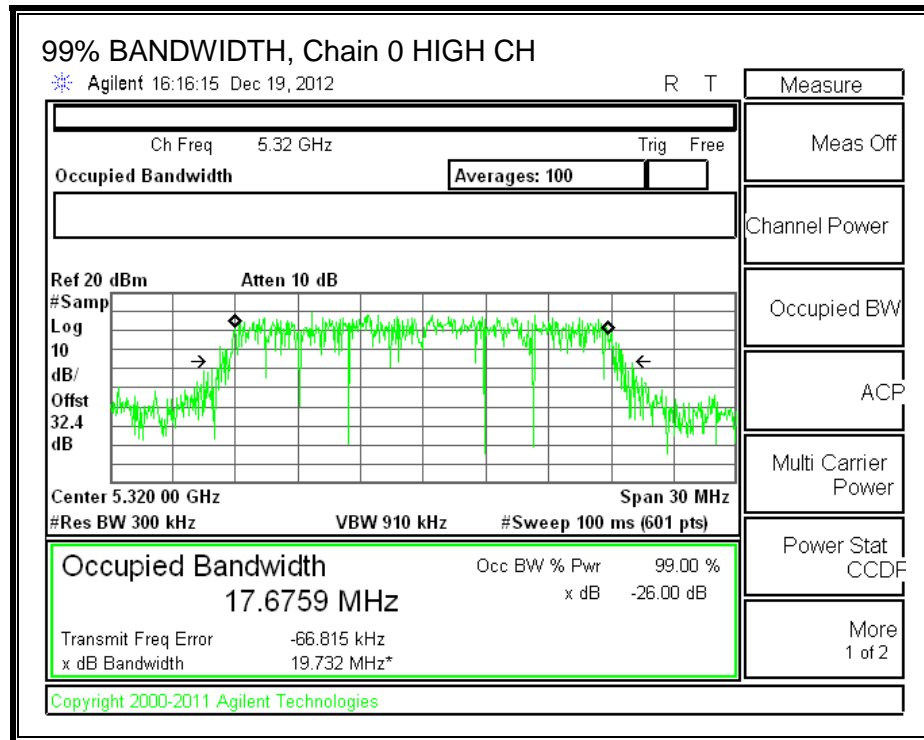 99% BANDWIDTH, Chain 0 HIGH CH
Agilent 16:16:15 Dec 19, 2012
R T
Measure
Ch Freq 5.32 GHz
Trig Free
Meas Off
Occupied Bandwidth
Averages: 100
Channel Power
Ref 20 dBm
Atten 10 dB
#Samp
Log
10
dB/
Offst
32.4
dB
Occupied BW
ACP
Center 5.320 00 GHz
Span 30 MHz
#Res BW 300 kHz
VBW 910 kHz
#Sweep 100 ms (601 pts)
Multi Carrier
Power
Occupied Bandwidth
17.6759 MHz
Occ BW % Pwr 99.00 %
x dB -26.00 dB
Transmit Freq Error -66.815 kHz
x dB Bandwidth 19.732 MHz*
Power Stat
CCDF
More
1 of 2
Copyright 2000-2011 Agilent Technologies